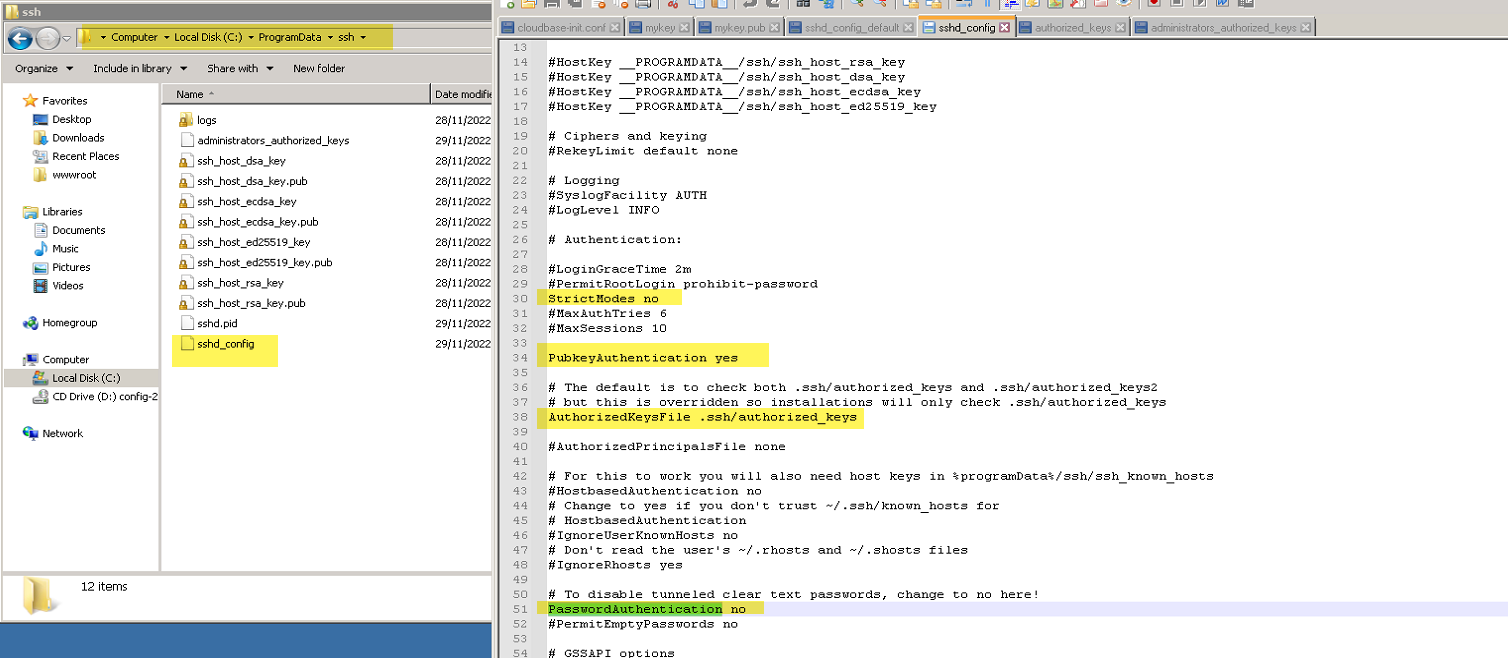 ssh
Computer Local Disk (C:) ProgramData ssh
Organize Include in library Share with New folder
Favorites
Desktop
Downloads
Recent Places
wwwroot
Libraries
Documents
Music
Pictures
Videos
Homegroup
Computer
Local Disk (C:)
CD Drive (D:) config-2
Network
Name Date modifie
logs 28/11/2022
administrators_authorized_keys 29/11/2022
ssh_host_dsa_key 28/11/2022
ssh_host_dsa_key.pub 28/11/2022
ssh_host_ecdsa_key 28/11/2022
ssh_host_ecdsa_key.pub 28/11/2022
ssh_host_ed25519_key 28/11/2022
ssh_host_ed25519_key.pub 28/11/2022
ssh_host_rsa_key 28/11/2022
ssh_host_rsa_key.pub 28/11/2022
sshd.pid 29/11/2022
sshd_config 29/11/2022
12 items
cloudbase-init.conf mykey mykey.pub sshd_config_default sshd_config authorized_keys administrators_authorized_keys
13
14 #HostKey __PROGRAMDATA__/ssh/ssh_host_rsa_key
15 #HostKey __PROGRAMDATA__/ssh/ssh_host_dsa_key
16 #HostKey __PROGRAMDATA__/ssh/ssh_host_ecdsa_key
17 #HostKey __PROGRAMDATA__/ssh/ssh_host_ed25519_key
18
19 # Ciphers and keying
20 #RekeyLimit default none
21
22 # Logging
23 #SyslogFacility AUTH
24 #LogLevel INFO
25
26 # Authentication:
27
28 #LoginGraceTime 2m
29 #PermitRootLogin prohibit-password
30 StrictModes no
31 #MaxAuthTries 6
32 #MaxSessions 10
33
34 PubkeyAuthentication yes
35
36 # The default is to check both .ssh/authorized_keys and .ssh/authorized_keys2
37 # but this is overridden so installations will only check .ssh/authorized_keys
38 AuthorizedKeysFile .ssh/authorized_keys
39
40 #AuthorizedPrincipalsFile none
41
42 # For this to work you will also need host keys in %programData%/ssh/ssh_known_hosts
43 #HostbasedAuthentication no
44 # Change to yes if you don't trust ~/.ssh/known_hosts for
45 # HostbasedAuthentication
46 #IgnoreUserKnownHosts no
47 # Don't read the user's ~/.rhosts and ~/.shosts files
48 #IgnoreRhosts yes
49
50 # To disable tunneled clear text passwords, change to no here!
51 PasswordAuthentication no
52 #PermitEmptyPasswords no
53
54 # GSSAPI options